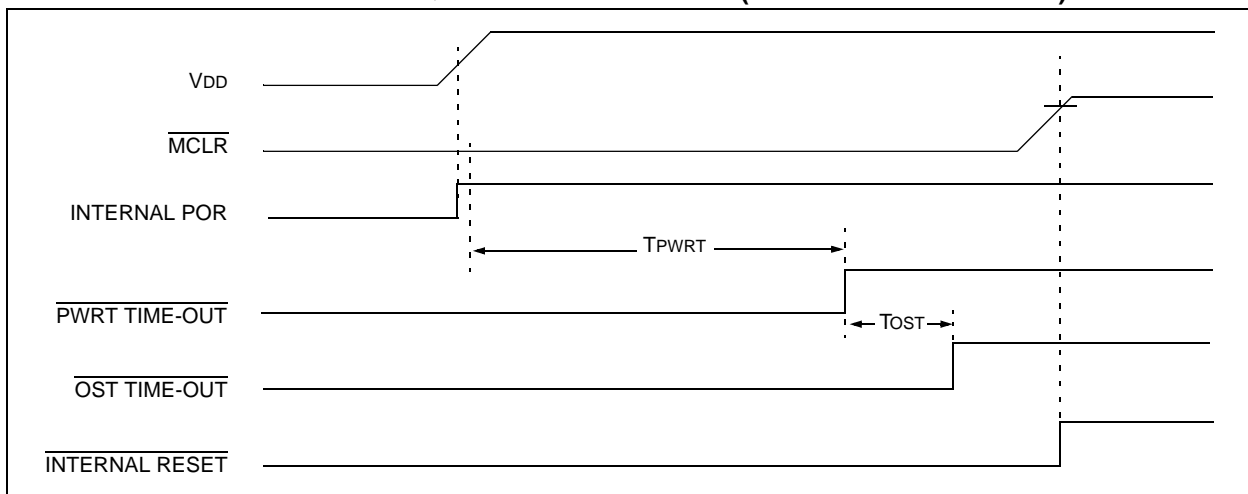 VDD
MCLR
INTERNAL POR
TPWRT
PWRT TIME-OUT
TOST
OST TIME-OUT
INTERNAL RESET